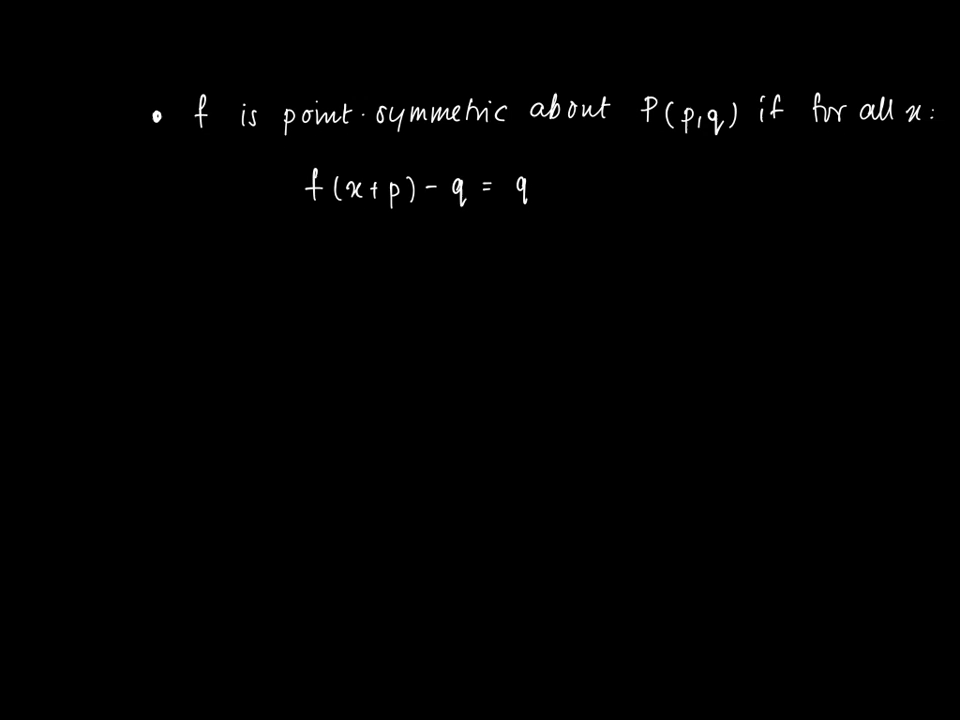 • f is point-symmetric about P(p,q) if for all x:
f(x+p) - q = q